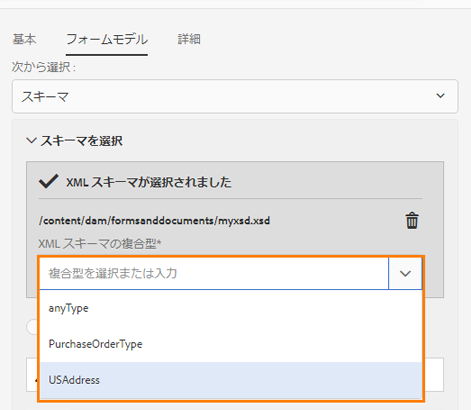 基本 フォームモデル 詳細
次から選択 :
スキーマ
スキーマを選択
XML スキーマが選択されました
/content/dam/formsanddocuments/myxsd.xsd
XML スキーマの複合型*
複合型を選択または入力
anyType
PurchaseOrderType
USAddress